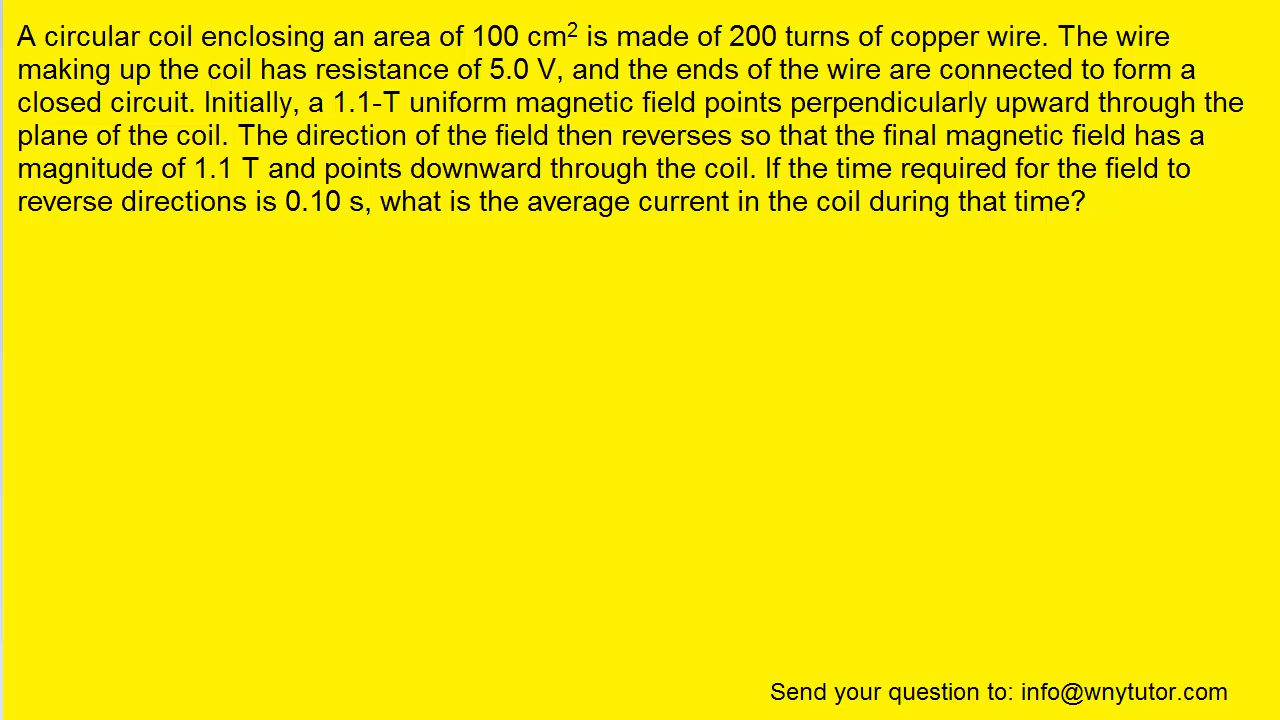 A circular coil enclosing an area of 100 cm² is made of 200 turns of copper wire. The wire
making up the coil has resistance of 5.0 V, and the ends of the wire are connected to form a
closed circuit. Initially, a 1.1-T uniform magnetic field points perpendicularly upward through the
plane of the coil. The direction of the field then reverses so that the final magnetic field has a
magnitude of 1.1 T and points downward through the coil. If the time required for the field to
reverse directions is 0.10 s, what is the average current in the coil during that time?
Send your question to: info@wnytutor.com